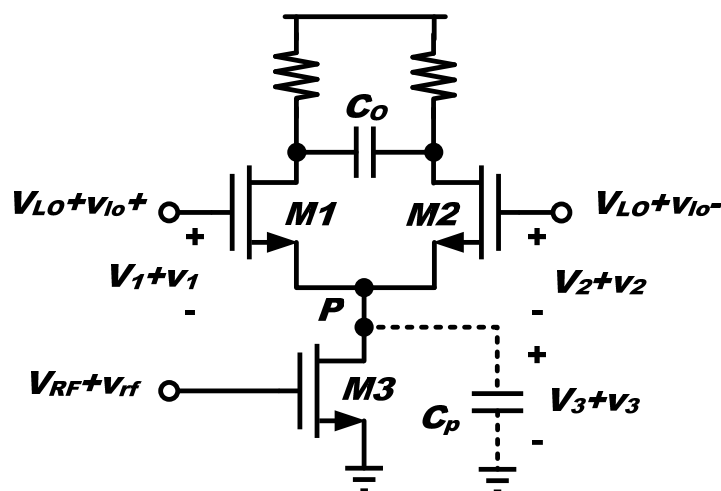 Co
VLO+vlo+
M1
M2
VLO+vlo-
+
+
V1+v1
V2+v2
-
P
-
+
VRF+vrf
M3
Cp
V3+v3
-